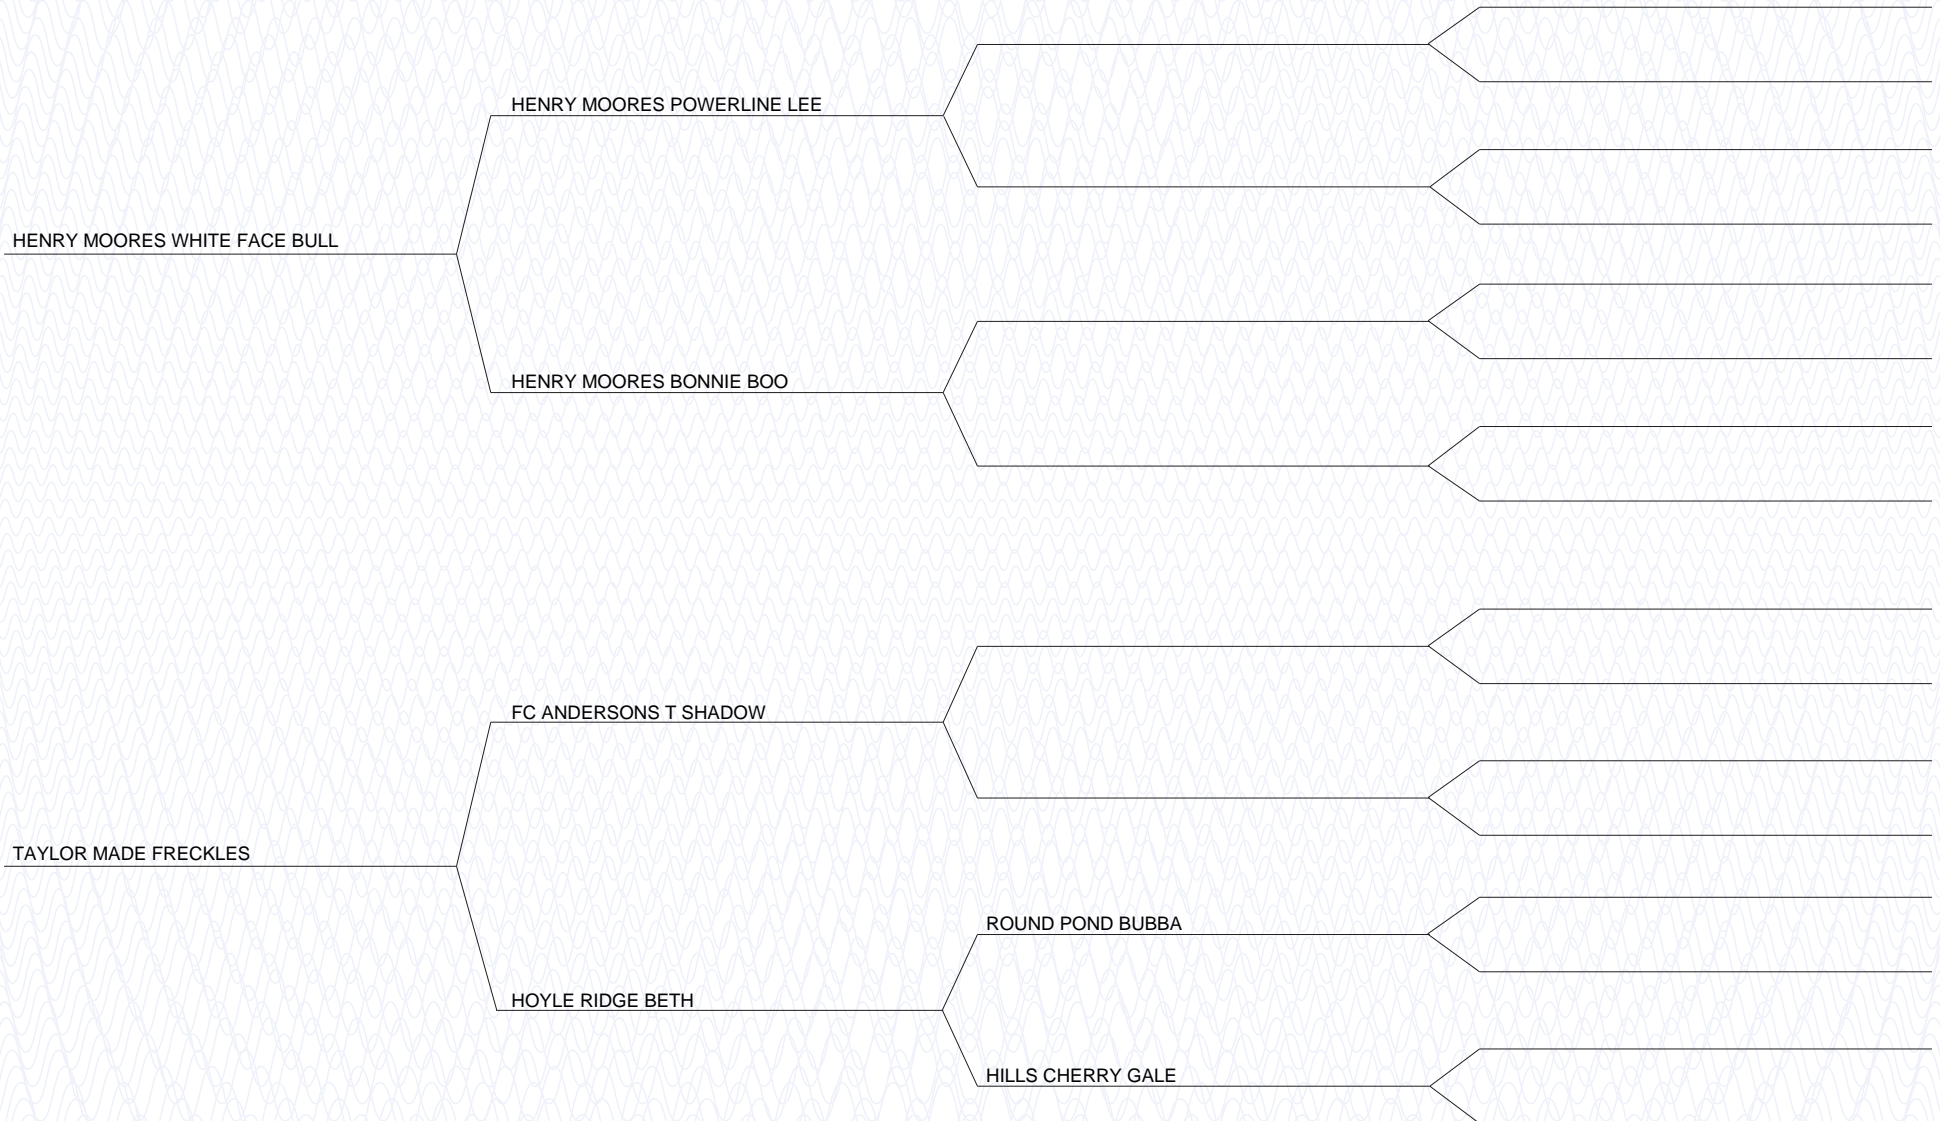 HENRY MOORES POWERLINE LEE
HENRY MOORES WHITE FACE BULL
HENRY MOORES BONNIE BOO
FC ANDERSONS T SHADOW
TAYLOR MADE FRECKLES
ROUND POND BUBBA
HOYLE RIDGE BETH
HILLS CHERRY GALE